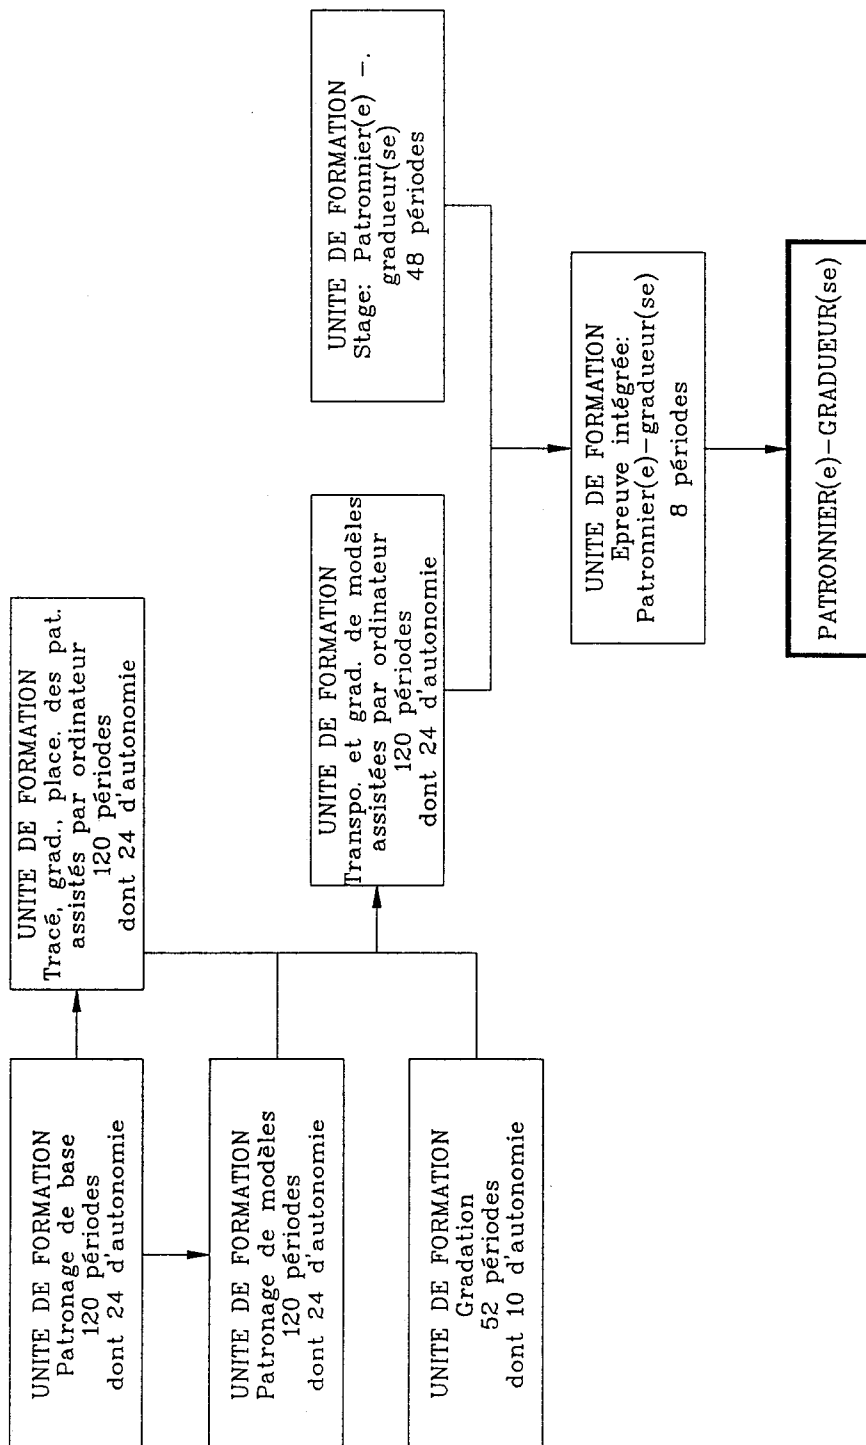 UNITE DE FORMATION
Patronage de base
120 périodes
dont 24 d'autonomie
UNITE DE FORMATION
Tracé, grad., place. des pat.
assistés par ordinateur
120 périodes
dont 24 d'autonomie
UNITE DE FORMATION
Patronage de modèles
120 périodes
dont 24 d'autonomie
UNITE DE FORMATION
Gradation
52 périodes
dont 10 d'autonomie
UNITE DE FORMATION
Transpo. et grad. de modèles
assistées par ordinateur
120 périodes
dont 24 d'autonomie
UNITE DE FORMATION
Stage: Patronnier(e) –.
gradueur(se)
48 périodes
UNITE DE FORMATION
Epreuve intégrée:
Patronnier(e)–gradueur(se)
8 périodes
PATRONNIER(e)–GRADUEUR(se)